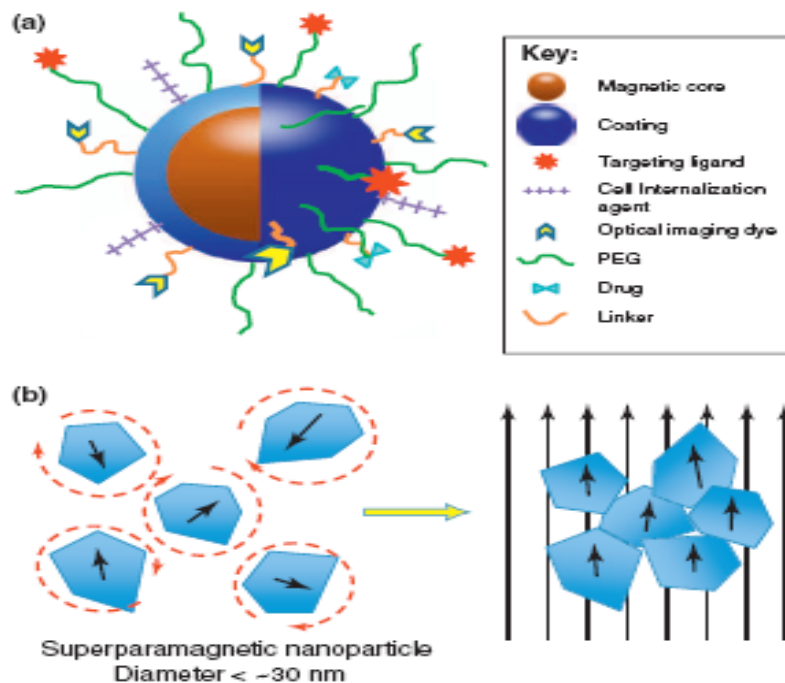 (a)
Key:
Magnetic core
Coating
Targeting ligand
Cell Internalization
agent
Optical imaging dye
PEG
Drug
Linker
(b)
Superparamagnetic nanoparticle
Diameter < ~30 nm